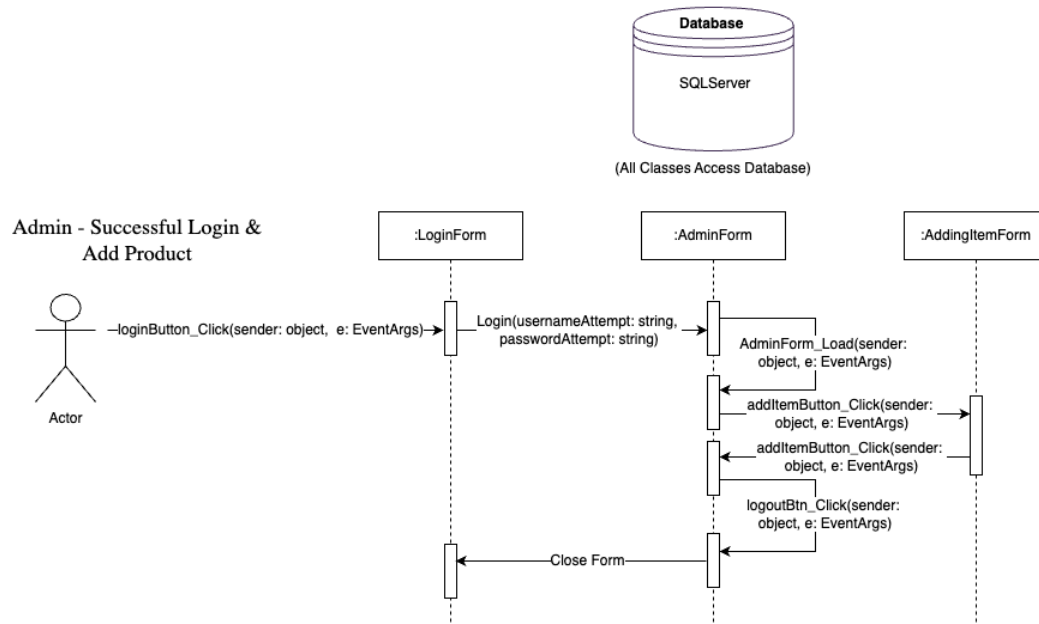 Database
SQLServer
(All Classes Access Database)
Admin - Successful Login &
Add Product
:LoginForm
:AdminForm
:AddingItemForm
loginButton_Click(sender: object, e: EventArgs)
Login(usernameAttempt: string,
passwordAttempt: string)
AdminForm_Load(sender:
object, e: EventArgs)
Actor
addItemButton_Click(sender:
object, e: EventArgs)
addItemButton_Click(sender:
object, e: EventArgs)
logoutBtn_Click(sender:
object, e: EventArgs)
Close Form